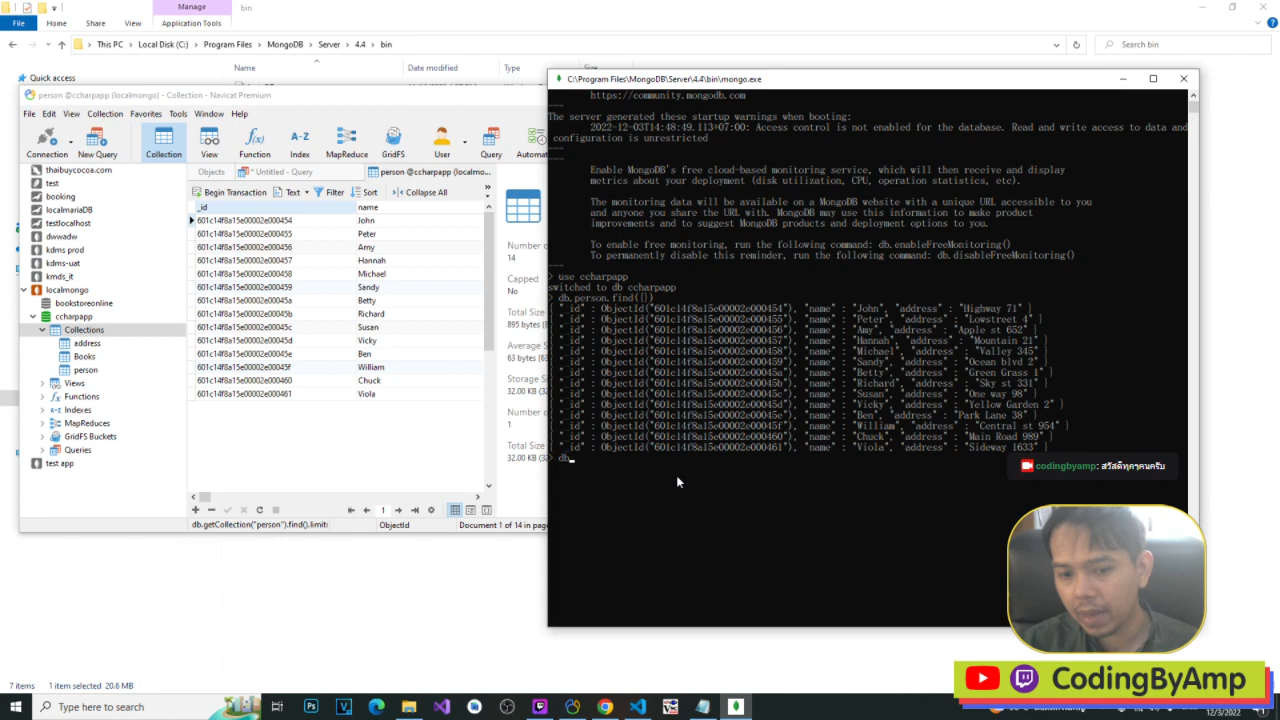 Manage
bin
File
Home
Share
View
Application Tools
This PC
Local Disk (C:)
Program Files
MongoDB
Server
4.4
bin
Search bin
Name
Date modified
Type
Size
Quick access
person @ccharpapp (localmongo) - Collection - Navicat Premium
File Edit View Collection Favorites Tools Window Help
Connection New Query Collection View Function Index MapReduce GridFS User Query Automa
Objects * Untitled - Query person @ccharpapp (localmo...
Begin Transaction Text Filter Sort Collapse All
thaibuycocoa.com
test
booking
localmariaDB
testlocalhost
dwwadw
kdms prod
kdms-uat
kmds_it
localmongo
bookstoreonline
ccharpapp
Collections
address
Books
person
Views
Functions
Indexes
MapReduces
GridFS Buckets
Queries
test app
_id name
601c14f8a15e00002e000454 John
601c14f8a15e00002e000455 Peter
601c14f8a15e00002e000456 Amy
601c14f8a15e00002e000457 Hannah
601c14f8a15e00002e000458 Michael
601c14f8a15e00002e000459 Sandy
601c14f8a15e00002e00045a Betty
601c14f8a15e00002e00045b Richard
601c14f8a15e00002e00045c Susan
601c14f8a15e00002e00045d Vicky
601c14f8a15e00002e00045e Ben
601c14f8a15e00002e00045f William
601c14f8a15e00002e000460 Chuck
601c14f8a15e00002e000461 Viola
Number o
14
Capped
No
Total Size
895 bytes (
Average S
63 bytes (6
Storage S
32.00 KB (32
Number o
1
Total Size
32.00 KB (32
1
db.getCollection("person").find().limit( ObjectId Document 1 of 14 in page
C:\Program Files\MongoDB\Server\4.4\bin\mongo.exe
https://community.mongodb.com
---
The server generated these startup warnings when booting:
2022-12-03T14:48:49.113+07:00: Access control is not enabled for the database. Read and write access to data and
configuration is unrestricted
---
---
Enable MongoDB's free cloud-based monitoring service, which will then receive and display
metrics about your deployment (disk utilization, CPU, operation statistics, etc).
The monitoring data will be available on a MongoDB website with a unique URL accessible to you
and anyone you share the URL with. MongoDB may use this information to make product
improvements and to suggest MongoDB products and deployment options to you.
To enable free monitoring, run the following command: db.enableFreeMonitoring()
To permanently disable this reminder, run the following command: db.disableFreeMonitoring()
---
> use ccharpapp
switched to db ccharpapp
> db.person.find({})
{ "_id" : ObjectId("601c14f8a15e00002e000454"), "name" : "John", "address" : "Highway 71" }
{ "_id" : ObjectId("601c14f8a15e00002e000455"), "name" : "Peter", "address" : "Lowstreet 4" }
{ "_id" : ObjectId("601c14f8a15e00002e000456"), "name" : "Amy", "address" : "Apple st 652" }
{ "_id" : ObjectId("601c14f8a15e00002e000457"), "name" : "Hannah", "address" : "Mountain 21" }
{ "_id" : ObjectId("601c14f8a15e00002e000458"), "name" : "Michael", "address" : "Valley 345" }
{ "_id" : ObjectId("601c14f8a15e00002e000459"), "name" : "Sandy", "address" : "Ocean blvd 2" }
{ "_id" : ObjectId("601c14f8a15e00002e00045a"), "name" : "Betty", "address" : "Green Grass 1" }
{ "_id" : ObjectId("601c14f8a15e00002e00045b"), "name" : "Richard", "address" : "Sky st 331" }
{ "_id" : ObjectId("601c14f8a15e00002e00045c"), "name" : "Susan", "address" : "One way 98" }
{ "_id" : ObjectId("601c14f8a15e00002e00045d"), "name" : "Vicky", "address" : "Yellow Garden 2" }
{ "_id" : ObjectId("601c14f8a15e00002e00045e"), "name" : "Ben", "address" : "Park Lane 38" }
{ "_id" : ObjectId("601c14f8a15e00002e00045f"), "name" : "William", "address" : "Central st 954" }
{ "_id" : ObjectId("601c14f8a15e00002e000460"), "name" : "Chuck", "address" : "Main Road 989" }
{ "_id" : ObjectId("601c14f8a15e00002e000461"), "name" : "Viola", "address" : "Sideway 1633" }
> db_
codingbyamp: สวัสดีทุกๆคนครับ
CodingByAmp
7 items 1 item selected 20.6 MB
Type here to search
12/3/2022